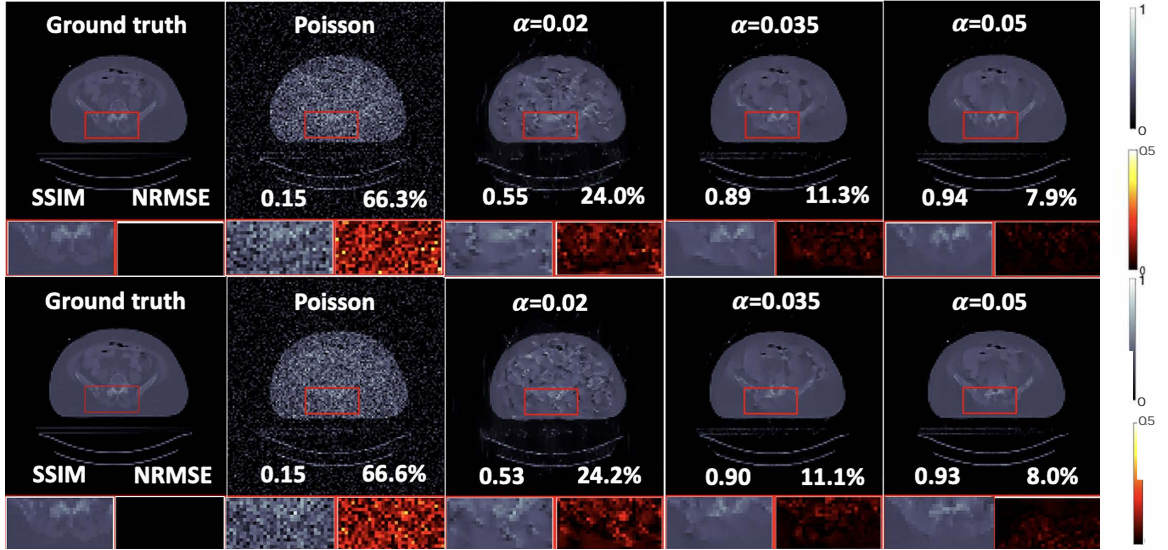 Ground truth Poisson α=0.02 α=0.035 α=0.05
SSIM NRMSE 0.15 66.3% 0.55 24.0% 0.89 11.3% 0.94 7.9%
1
0
0.5
0
Ground truth Poisson α=0.02 α=0.035 α=0.05
SSIM NRMSE 0.15 66.6% 0.53 24.2% 0.90 11.1% 0.93 8.0%
1
0
0.5
0